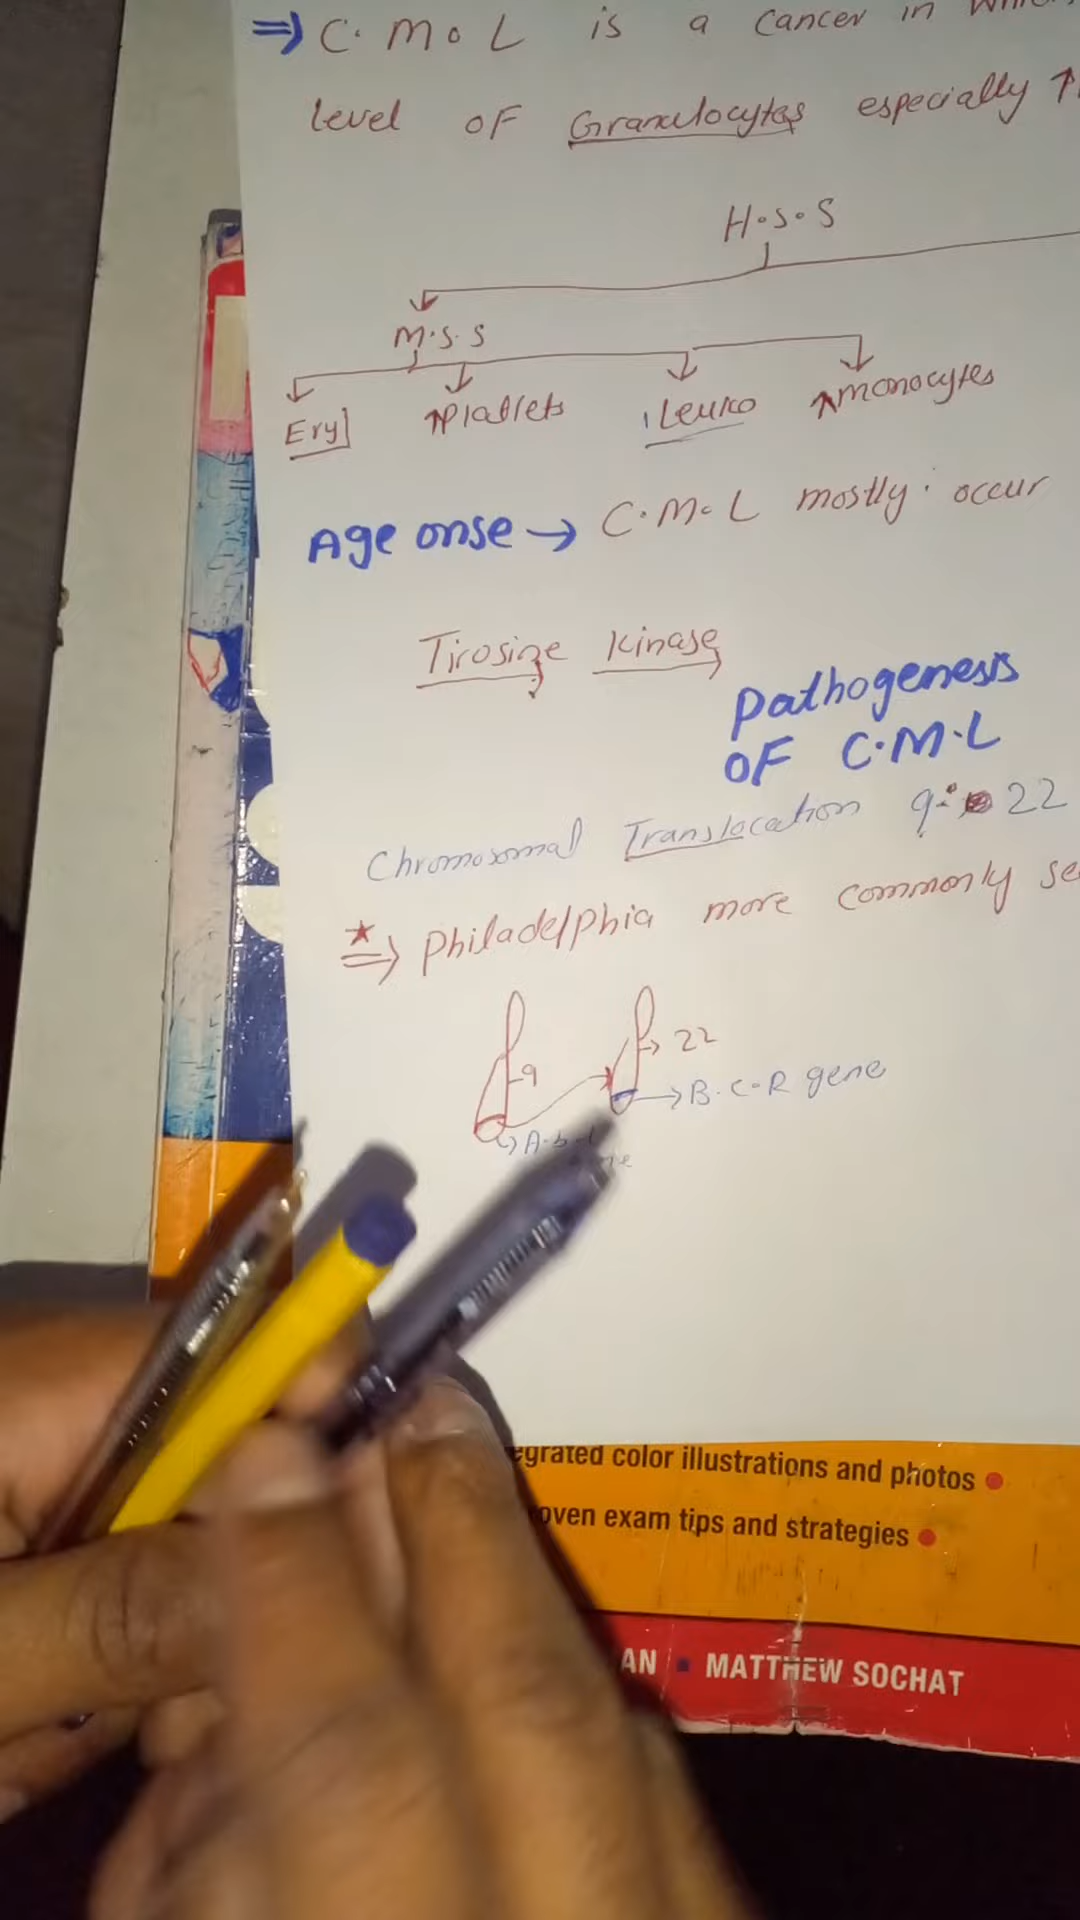 ⇒ C.M.L is a cancer in
level of Granulocytes especially ↑
H.S.S
M.S.S
Ery] ↑Platlets Leuko ↑monocytes
Age onse → C.M.L mostly occur
Tirosine kinase
Pathogenesis
OF C.M.L
Chromosomal Translocation 9: 22
★⇒ Philadelphia more commonly
9 → 22
→ B.C-R gene
→ A.b.l
egrated color illustrations and photos •
oven exam tips and strategies •
AN ▪ MATTHEW SOCHAT